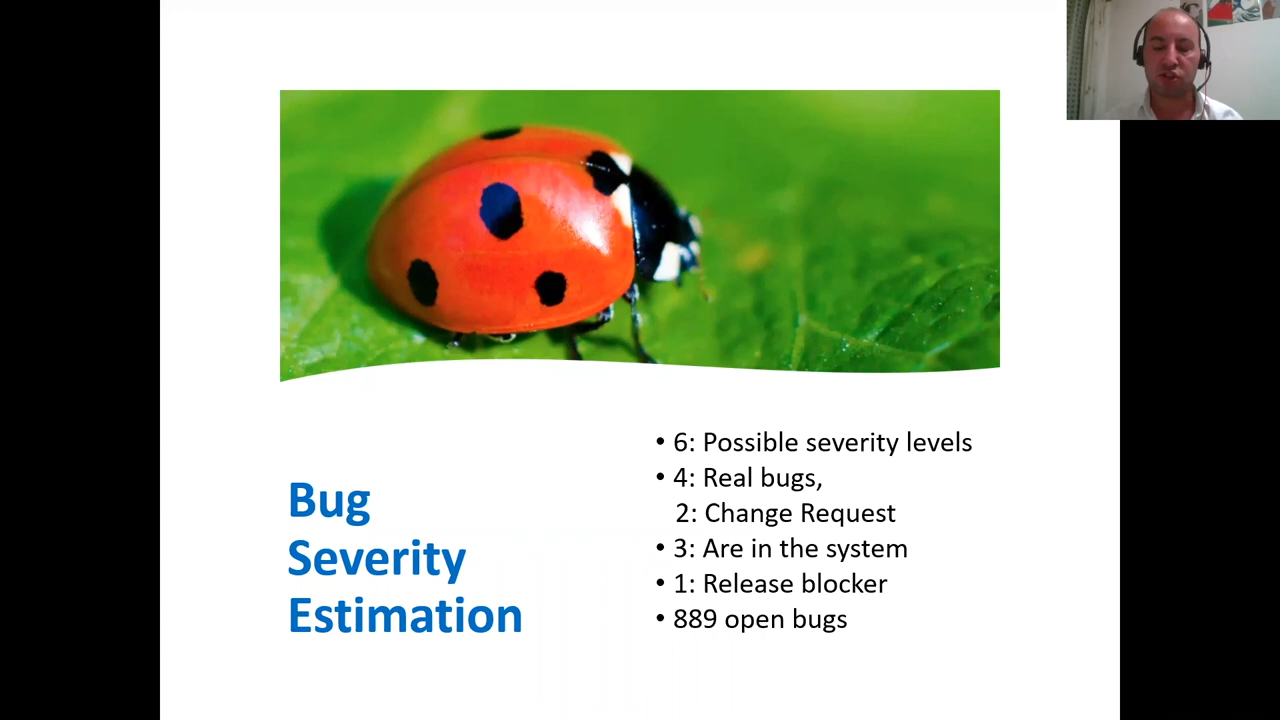 Bug
Severity
Estimation
• 6: Possible severity levels
• 4: Real bugs,
2: Change Request
• 3: Are in the system
• 1: Release blocker
• 889 open bugs